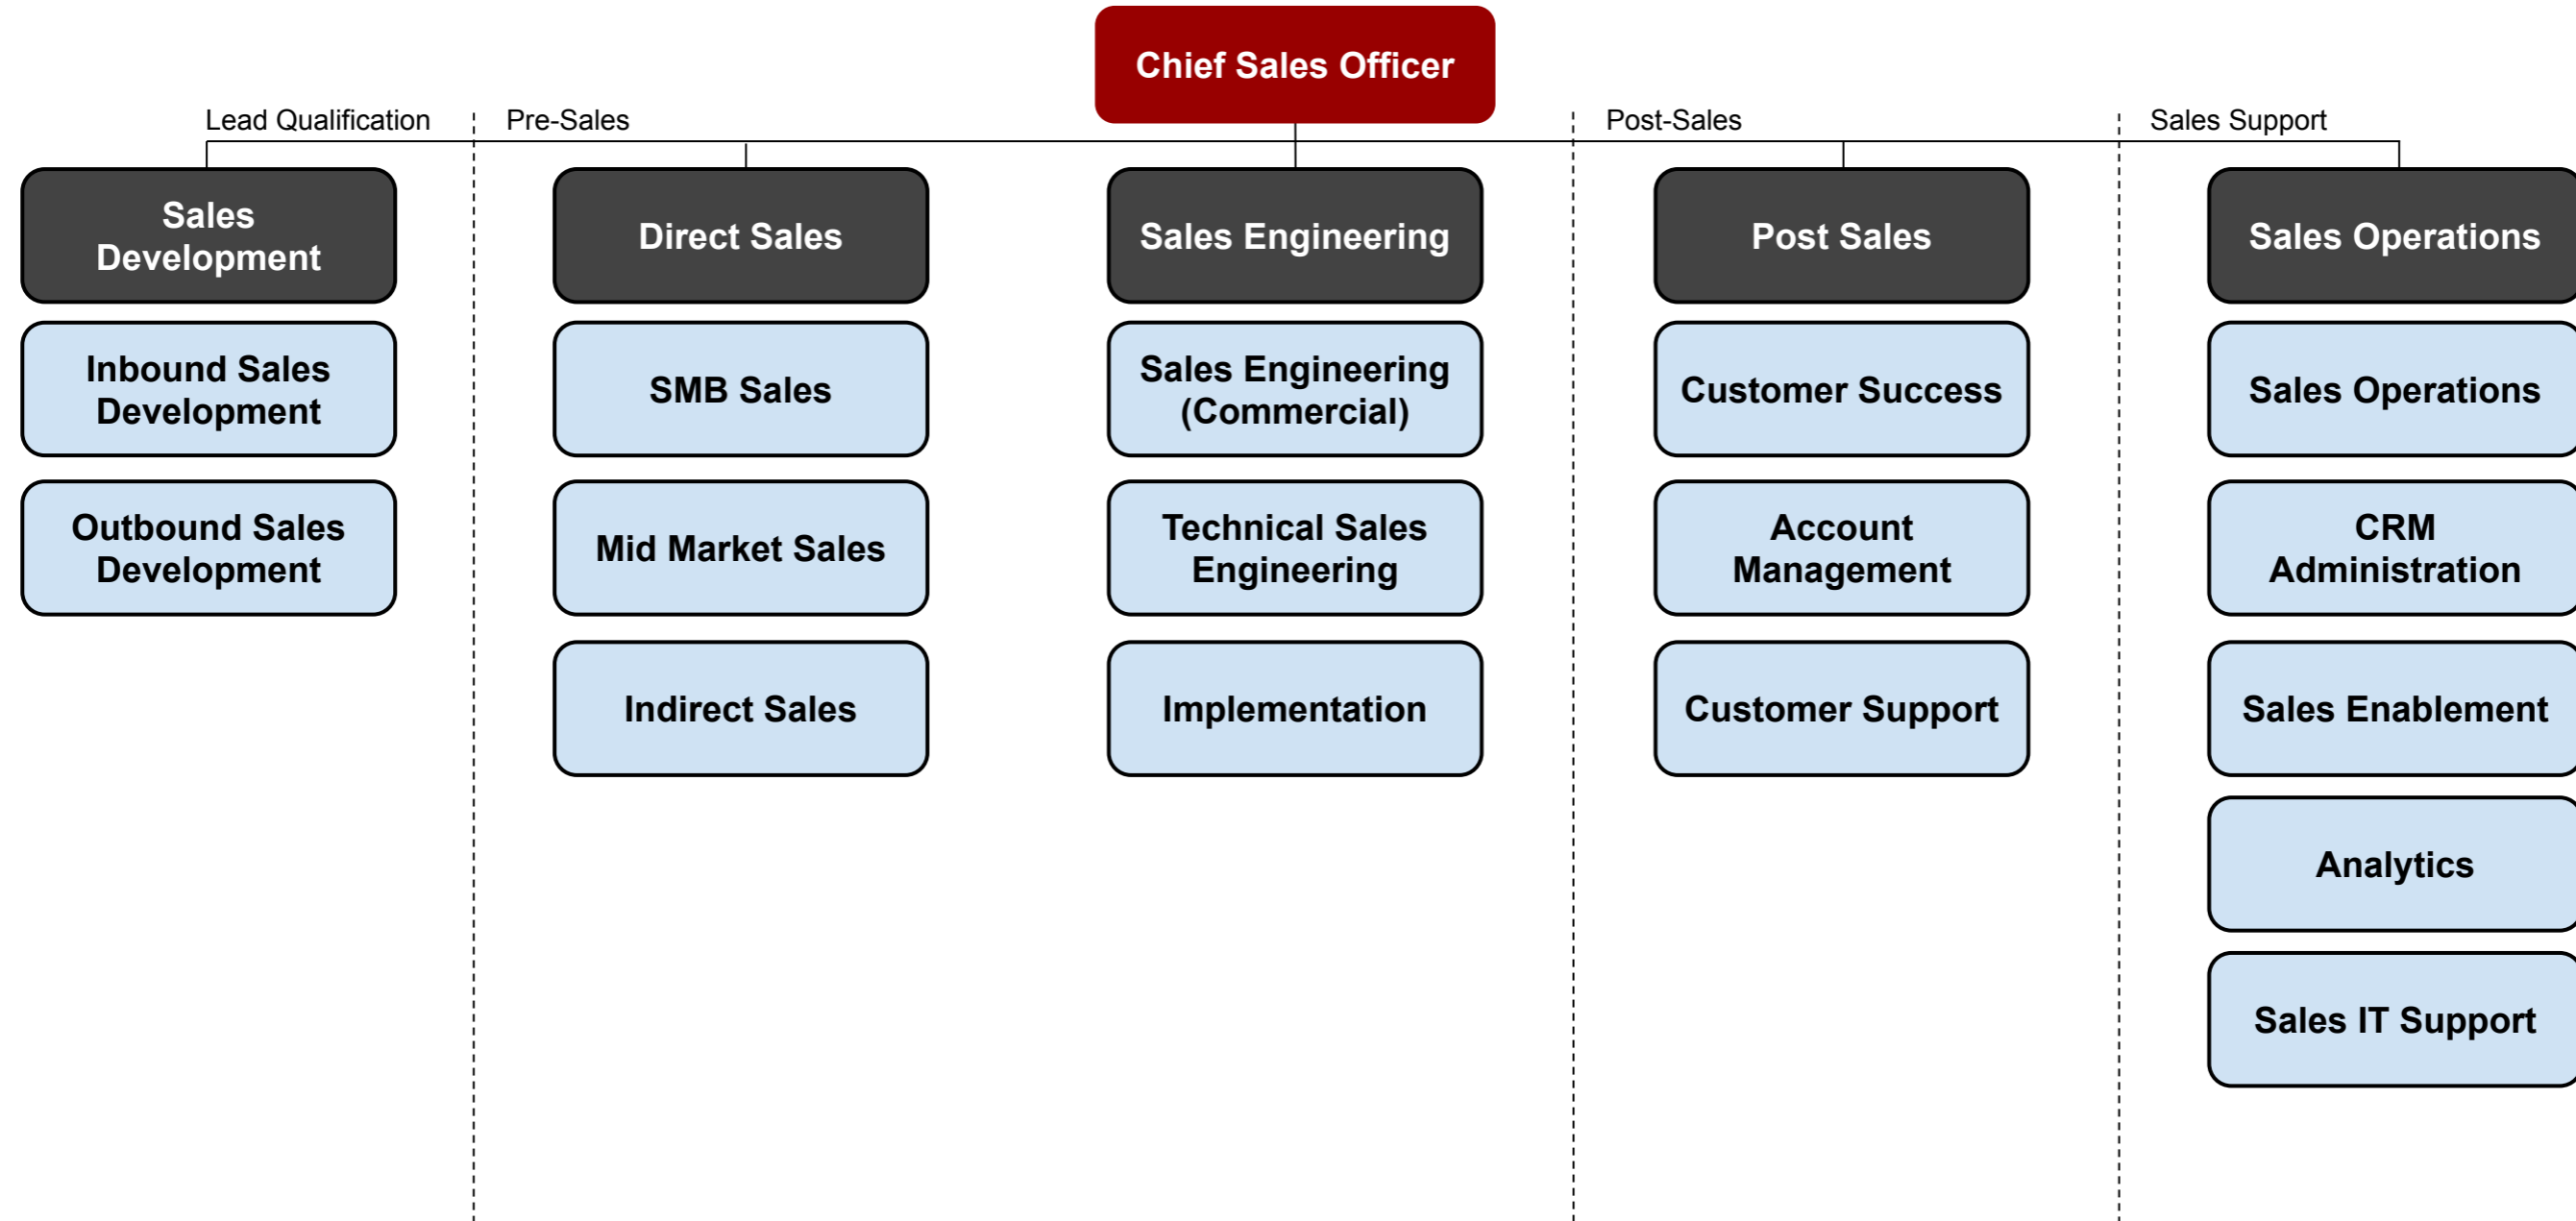 Chief Sales Officer
Lead Qualification
Pre-Sales
Post-Sales
Sales Support
Sales
Development
Direct Sales
Sales Engineering
Post Sales
Sales Operations
Inbound Sales
Development
SMB Sales
Sales Engineering
(Commercial)
Customer Success
Sales Operations
Outbound Sales
Development
Mid Market Sales
Technical Sales
Engineering
Account
Management
CRM
Administration
Indirect Sales
Implementation
Customer Support
Sales Enablement
Analytics
Sales IT Support